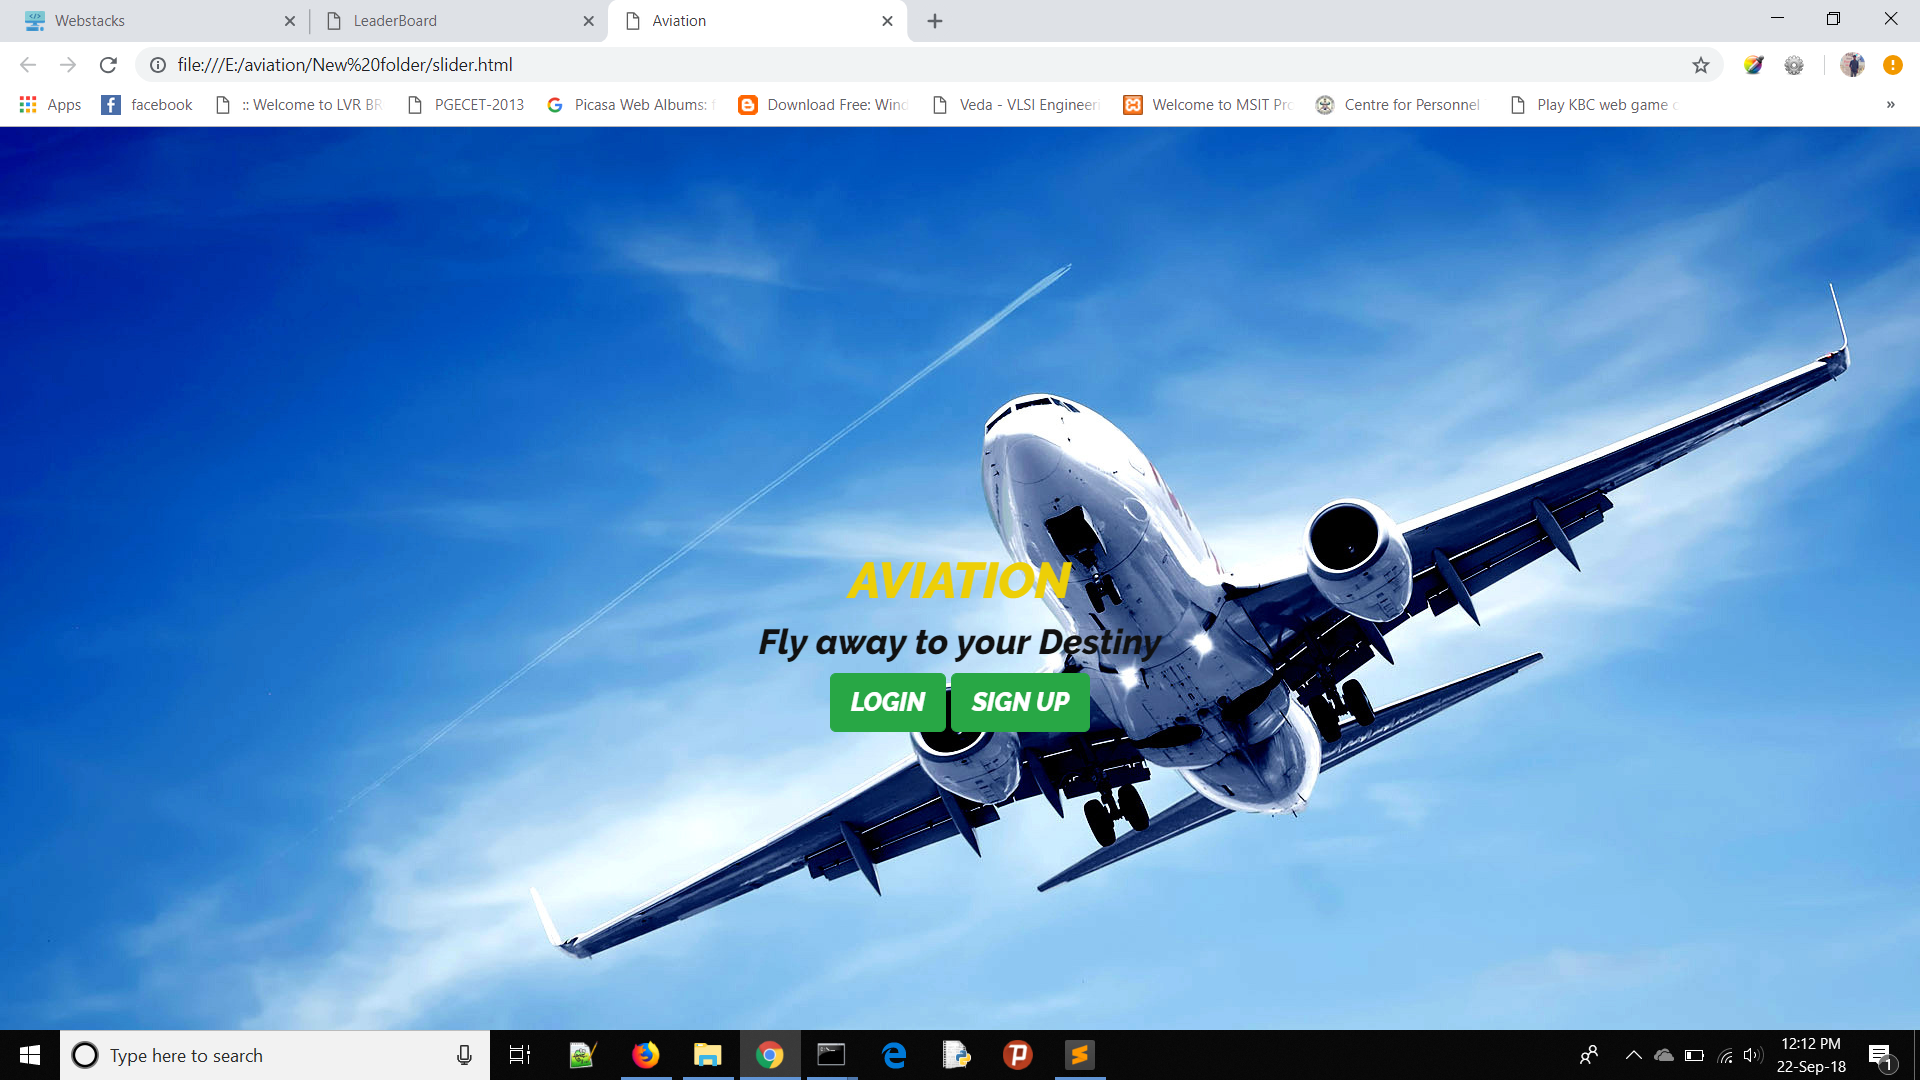 Webstacks
LeaderBoard
Aviation
file:///E:/aviation/New%20folder/slider.html
Apps
facebook
:: Welcome to LVR BR
PGECET-2013
Picasa Web Albums: f
Download Free: Wind
Veda - VLSI Engineeri
Welcome to MSIT Pro
Centre for Personnel
Play KBC web game o
»
AVIATION
Fly away to your Destiny
LOGIN
SIGN UP
Type here to search
12:12 PM
22-Sep-18
1